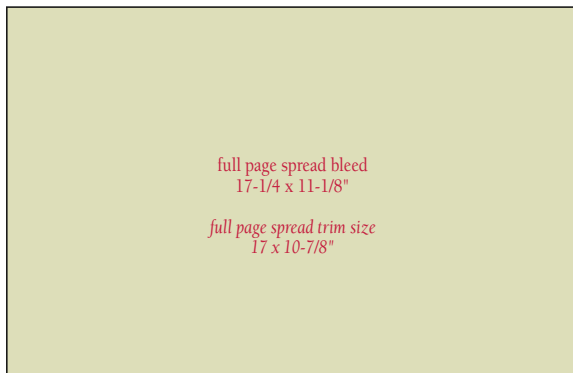 full page spread bleed
17-1/4 x 11-1/8"
full page spread trim size
17 x 10-7/8"